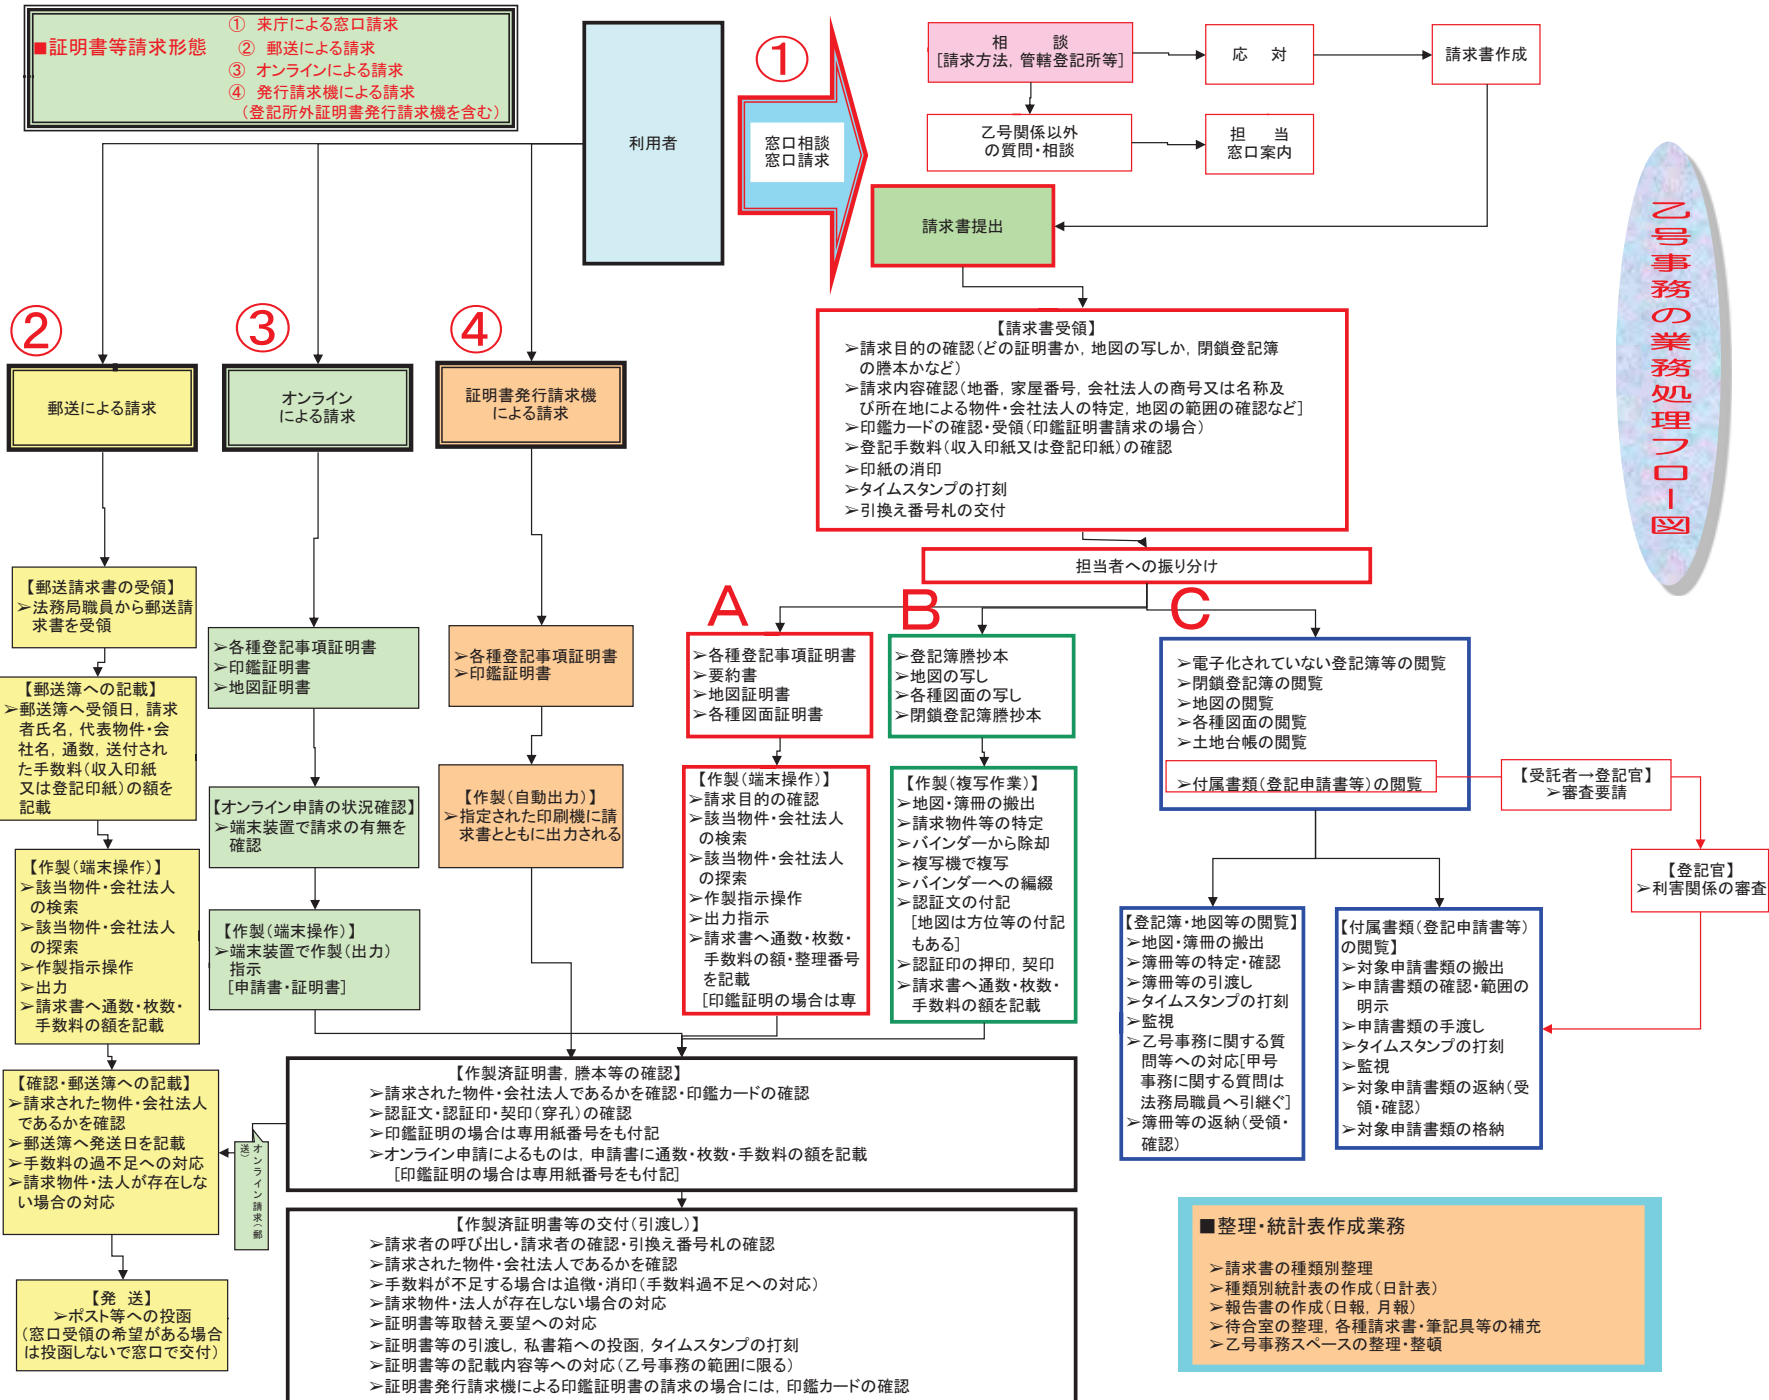 ■証明書等請求形態
① 来庁による窓口請求
② 郵送による請求
③ オンラインによる請求
④ 発行請求機による請求
(登記所外証明書発行請求機を含む)
利用者
①
窓口相談
窓口請求
相　談
[請求方法, 管轄登記所等]
応　対
請求書作成
乙号関係以外
の質問・相談
担　当
窓口案内
請求書提出
乙号事務の業務処理フロー図
②
③
④
郵送による請求
オンライン
による請求
証明書発行請求機
による請求
【請求書受領】
➢請求目的の確認(どの証明書か, 地図の写しか, 閉鎖登記簿
の謄本かなど)
➢請求内容確認(地番, 家屋番号, 会社法人の商号又は名称及
び所在地による物件・会社法人の特定, 地図の範囲の確認など]
➢印鑑カードの確認・受領(印鑑証明書請求の場合)
➢登記手数料(収入印紙又は登記印紙)の確認
➢印紙の消印
➢タイムスタンプの打刻
➢引換え番号札の交付
担当者への振り分け
A
B
C
【郵送請求書の受領】
➢法務局職員から郵送請
求書を受領
【郵送簿への記載】
➢郵送簿へ受領日, 請求
者氏名, 代表物件・会
社名, 通数, 送付され
た手数料(収入印紙
又は登記印紙)の額を
記載
【作製(端末操作)】
➢該当物件・会社法人
の検索
➢該当物件・会社法人
の探索
➢作製指示操作
➢出力
➢請求書へ通数・枚数・
手数料の額を記載
【確認・郵送簿への記載】
➢請求された物件・会社法人
であるかを確認
➢郵送簿へ発送日を記載
➢手数料の過不足への対応
➢請求物件・法人が存在しな
い場合の対応
【発 送】
➢ポスト等への投函
(窓口受領の希望がある場合
は投函しないで窓口で交付)
➢各種登記事項証明書
➢印鑑証明書
➢地図証明書
【オンライン申請の状況確認】
➢端末装置で請求の有無を
確認
【作製(端末操作)】
➢端末装置で作製(出力)
指示
[申請書・証明書]
➢各種登記事項証明書
➢印鑑証明書
【作製(自動出力)】
➢指定された印刷機に請
求書とともに出力される
➢各種登記事項証明書
➢要約書
➢地図証明書
➢各種図面証明書
【作製(端末操作)】
➢請求目的の確認
➢該当物件・会社法人
の検索
➢該当物件・会社法人
の探索
➢作製指示操作
➢出力指示
➢請求書へ通数・枚数・
手数料の額・整理番号
を記載
[印鑑証明の場合は専
➢登記簿謄抄本
➢地図の写し
➢各種図面の写し
➢閉鎖登記簿謄抄本
【作製(複写作業)】
➢地図・簿冊の搬出
➢請求物件等の特定
➢バインダーから除却
➢複写機で複写
➢バインダーへの編綴
➢認証文の付記
[地図は方位等の付記
もある]
➢認証印の押印, 契印
➢請求書へ通数・枚数・
手数料の額を記載
➢電子化されていない登記簿等の閲覧
➢閉鎖登記簿の閲覧
➢地図の閲覧
➢各種図面の閲覧
➢土地台帳の閲覧
➢付属書類(登記申請書等)の閲覧
【受託者→登記官】
➢審査要請
【登記官】
➢利害関係の審査
【登記簿・地図等の閲覧】
➢地図・簿冊の搬出
➢簿冊等の特定・確認
➢簿冊等の引渡し
➢タイムスタンプの打刻
➢監視
➢乙号事務に関する質
問等への対応[甲号
事務に関する質問は
法務局職員へ引継ぐ]
➢簿冊等の返納(受領・
確認)
【付属書類(登記申請書等)
の閲覧】
➢対象申請書類の搬出
➢申請書類の確認・範囲の
明示
➢申請書類の手渡し
➢タイムスタンプの打刻
➢監視
➢対象申請書類の返納(受
領・確認)
➢対象申請書類の格納
【作製済証明書, 謄本等の確認】
➢請求された物件・会社法人であるかを確認・印鑑カードの確認
➢認証文・認証印・契印(穿孔)の確認
➢印鑑証明の場合は専用紙番号をも付記
➢オンライン申請によるものは, 申請書に通数・枚数・手数料の額を記載
[印鑑証明の場合は専用紙番号をも付記]
オンライン請求(郵
送)
【作製済証明書等の交付(引渡し)】
➢請求者の呼び出し・請求者の確認・引換え番号札の確認
➢請求された物件・会社法人であるかを確認
➢手数料が不足する場合は追徴・消印(手数料過不足への対応)
➢請求物件・法人が存在しない場合の対応
➢証明書等取替え要望への対応
➢証明書等の引渡し, 私書箱への投函, タイムスタンプの打刻
➢証明書等の記載内容等への対応(乙号事務の範囲に限る)
➢証明書発行請求機による印鑑証明書の請求の場合には, 印鑑カードの確認
■整理・統計表作成業務
➢請求書の種類別整理
➢種類別統計表の作成(日計表)
➢報告書の作成(日報, 月報)
➢待合室の整理, 各種請求書・筆記具等の補充
➢乙号事務スペースの整理・整頓